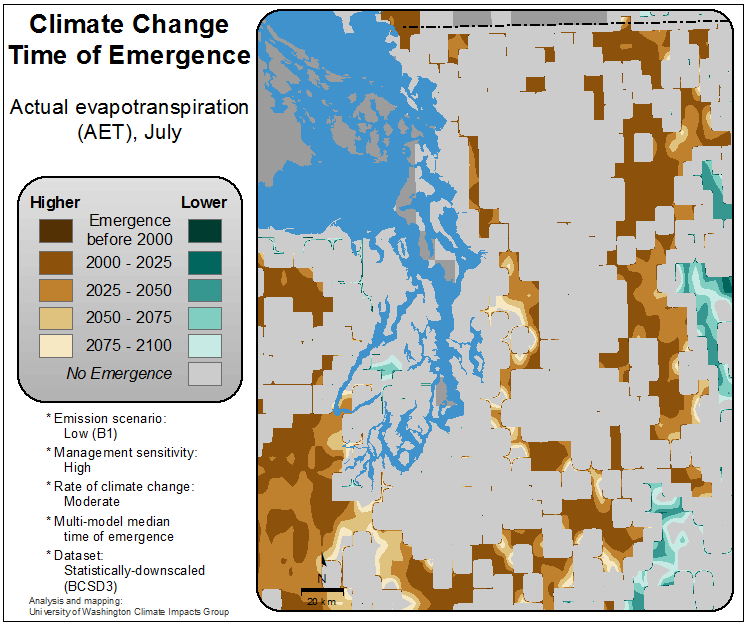 Climate Change
Time of Emergence
Actual evapotranspiration
(AET), July
Higher Lower
Emergence
before 2000
2000 - 2025
2025 - 2050
2050 - 2075
2075 - 2100
No Emergence
* Emission scenario:
Low (B1)
* Management sensitivity:
High
* Rate of climate change:
Moderate
* Multi-model median
time of emergence
* Dataset:
Statistically-downscaled
(BCSD3)
Analysis and mapping:
University of Washington Climate Impacts Group
N
20 km